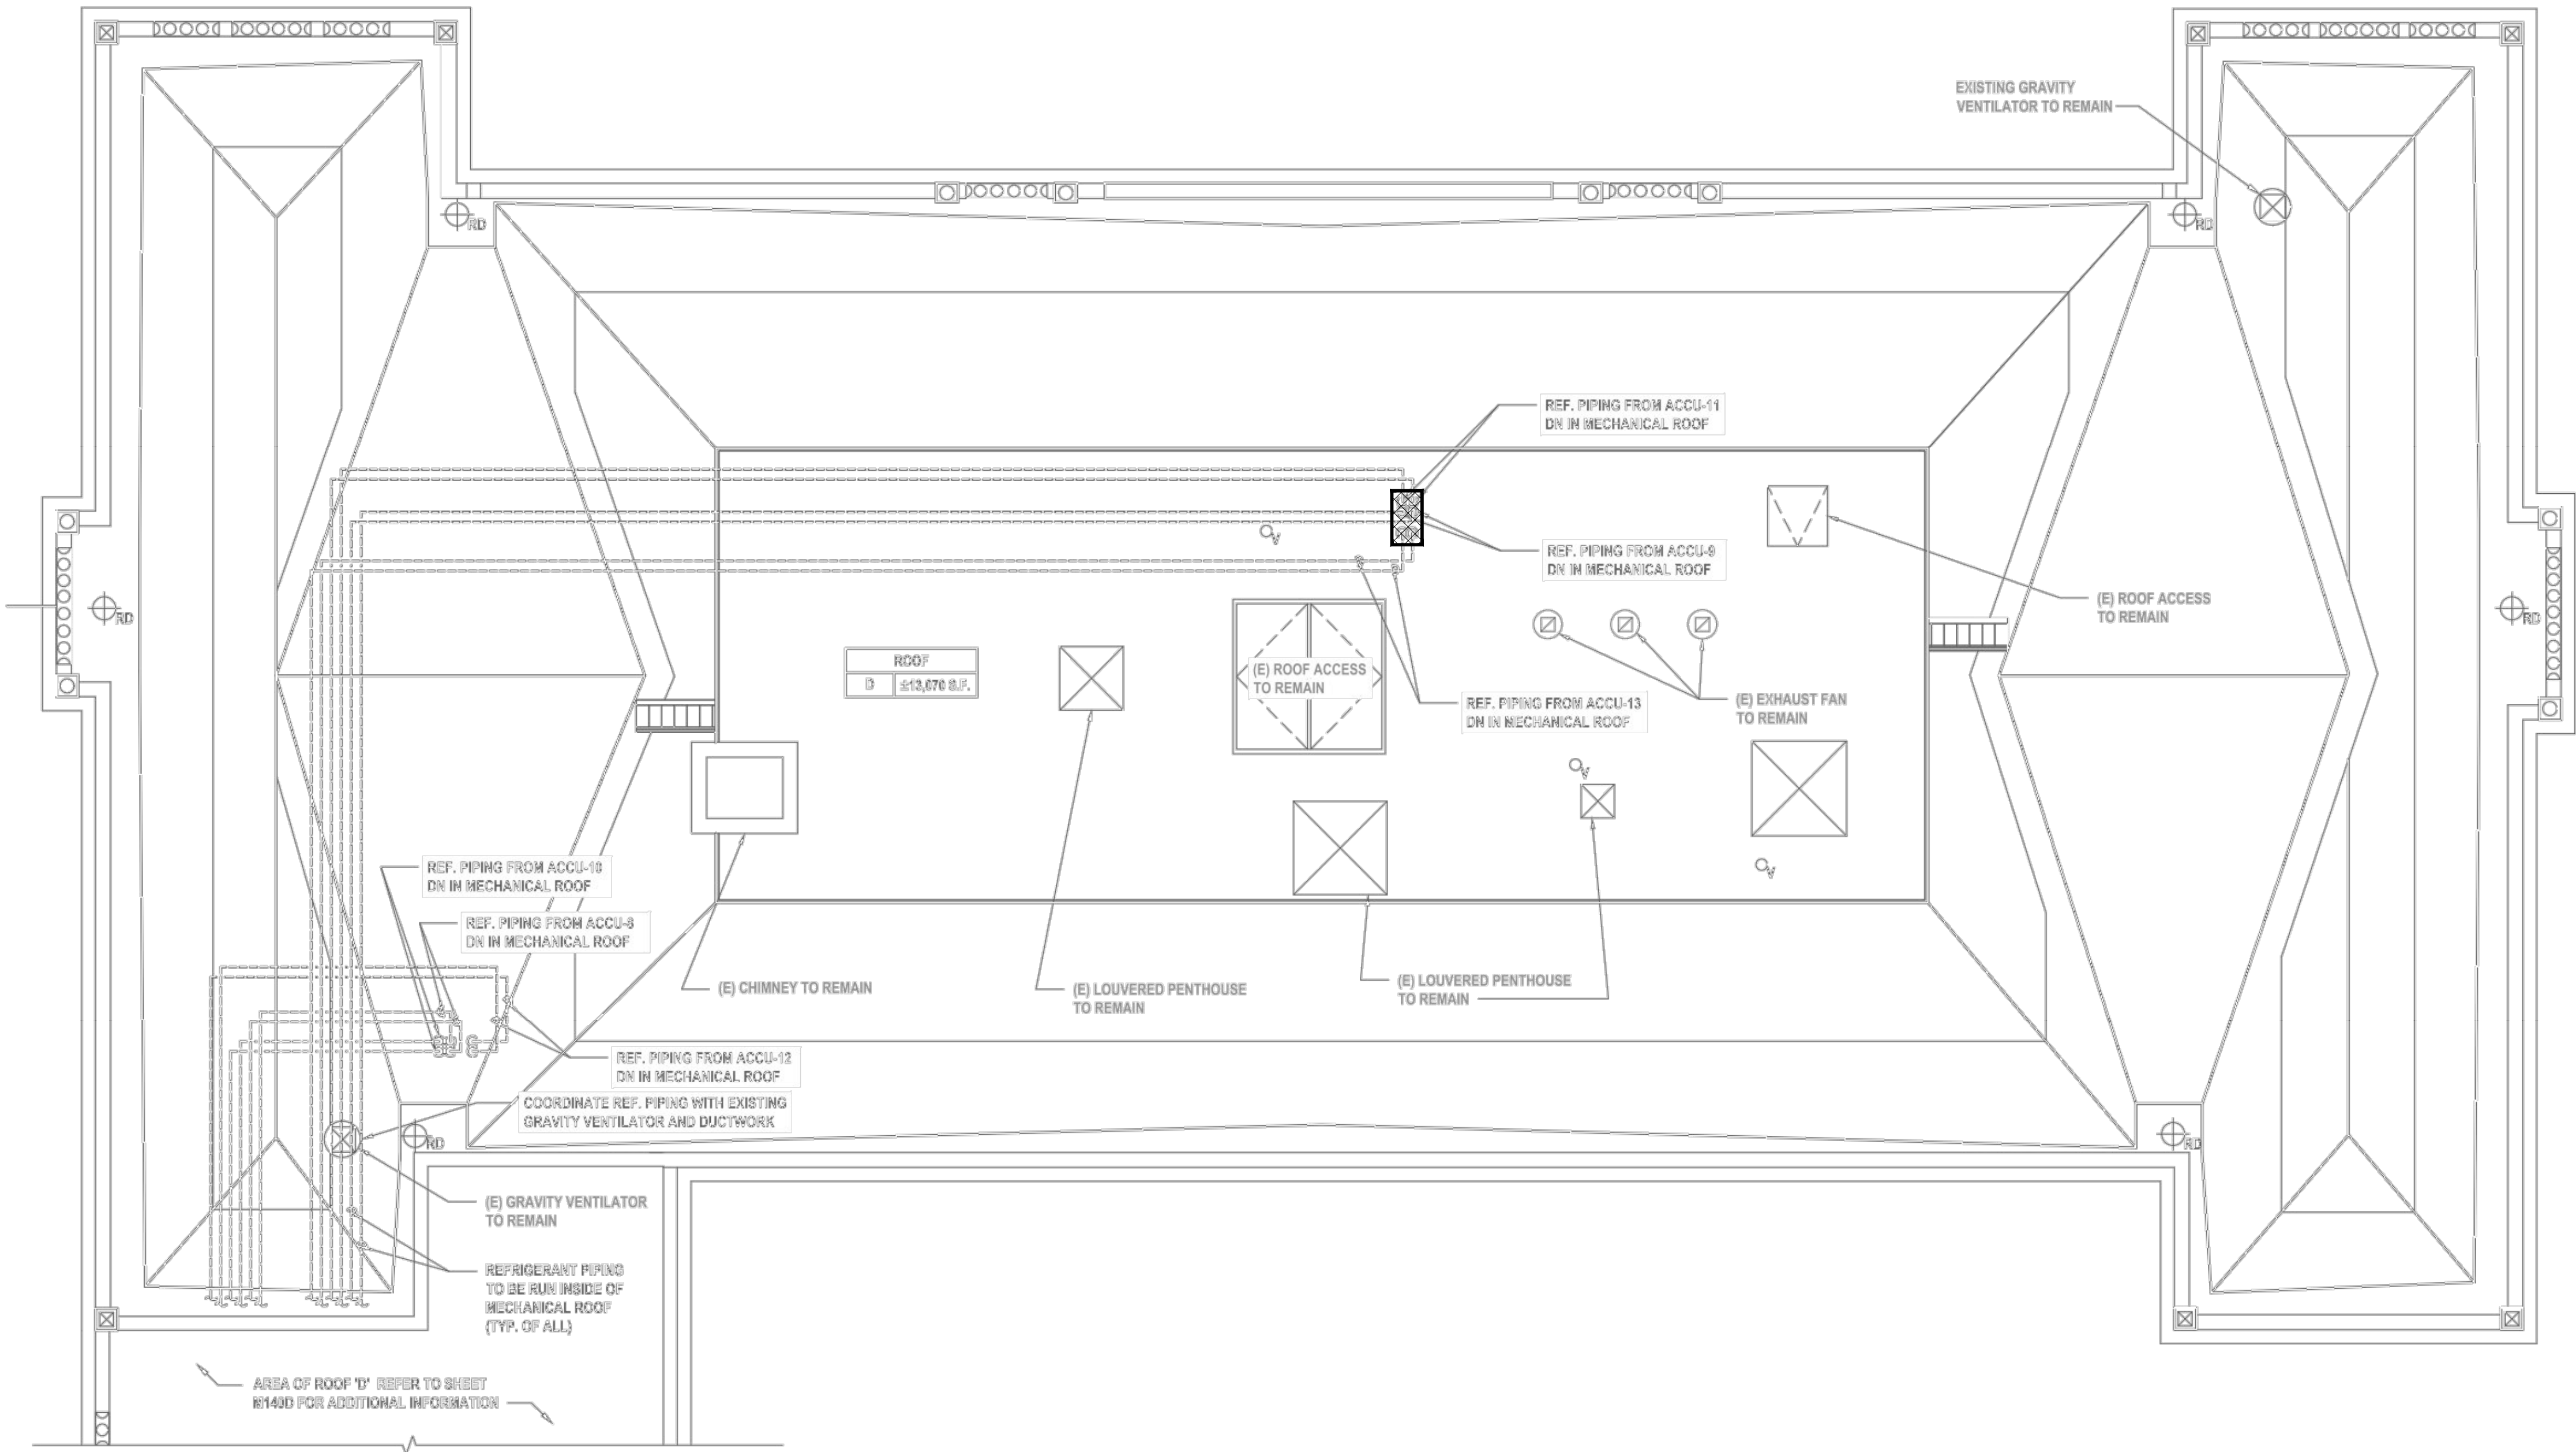 EXISTING GRAVITY
VENTILATOR TO REMAIN
RD
RD
REF. PIPING FROM ACCU-11
DN IN MECHANICAL ROOF
V
REF. PIPING FROM ACCU-9
DN IN MECHANICAL ROOF
(E) ROOF ACCESS
TO REMAIN
RD
RD
ROOF
D ±13,070 S.F.
(E) ROOF ACCESS
TO REMAIN
REF. PIPING FROM ACCU-13
DN IN MECHANICAL ROOF
(E) EXHAUST FAN
TO REMAIN
V
V
REF. PIPING FROM ACCU-10
DN IN MECHANICAL ROOF
REF. PIPING FROM ACCU-8
DN IN MECHANICAL ROOF
(E) CHIMNEY TO REMAIN
(E) LOUVERED PENTHOUSE
TO REMAIN
(E) LOUVERED PENTHOUSE
TO REMAIN
REF. PIPING FROM ACCU-12
DN IN MECHANICAL ROOF
COORDINATE REF. PIPING WITH EXISTING
GRAVITY VENTILATOR AND DUCTWORK
RD
RD
(E) GRAVITY VENTILATOR
TO REMAIN
REFRIGERANT PIPING
TO BE RUN INSIDE OF
MECHANICAL ROOF
(TYP. OF ALL)
AREA OF ROOF 'D' REFER TO SHEET
M140D FOR ADDITIONAL INFORMATION